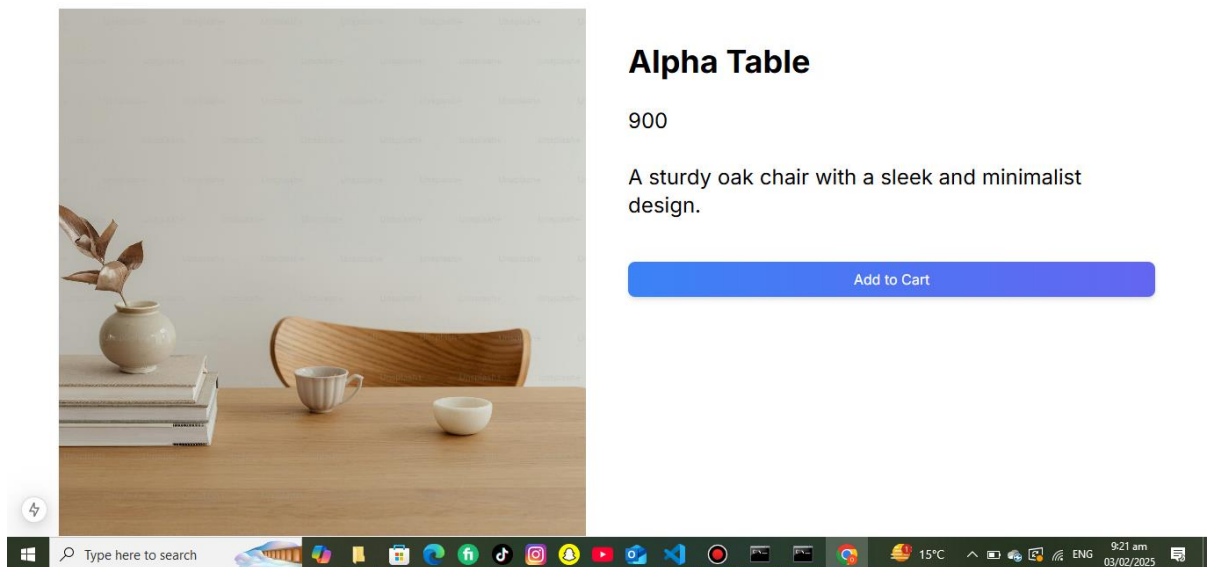 Alpha Table
900
A sturdy oak chair with a sleek and minimalist
design.
Add to Cart
Type here to search
15°C
ENG
9:21 am
03/02/2025